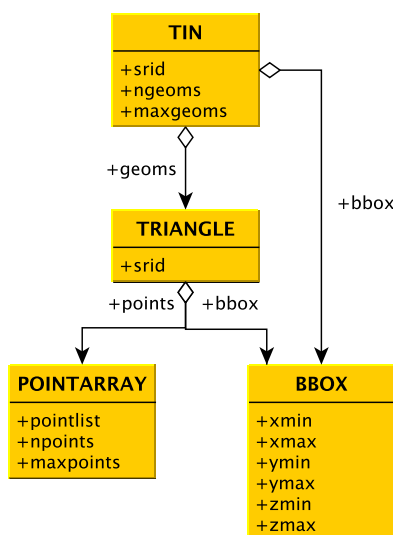 TIN
+srid
+ngeoms
+maxgeoms
+geoms
+bbox
TRIANGLE
+srid
+points +bbox
POINTARRAY
+pointlist
+npoints
+maxpoints
BBOX
+xmin
+xmax
+ymin
+ymax
+zmin
+zmax